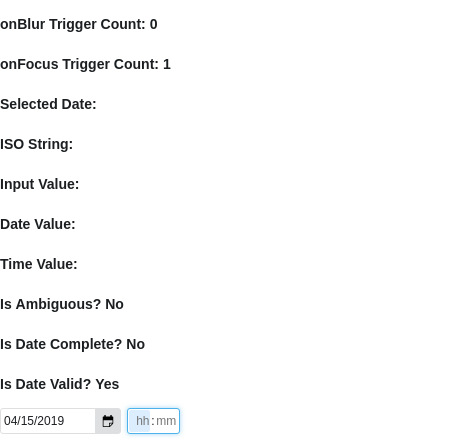 onBlur Trigger Count: 0
onFocus Trigger Count: 1
Selected Date:
ISO String:
Input Value:
Date Value:
Time Value:
Is Ambiguous? No
Is Date Complete? No
Is Date Valid? Yes
04/15/2019 hh:mm